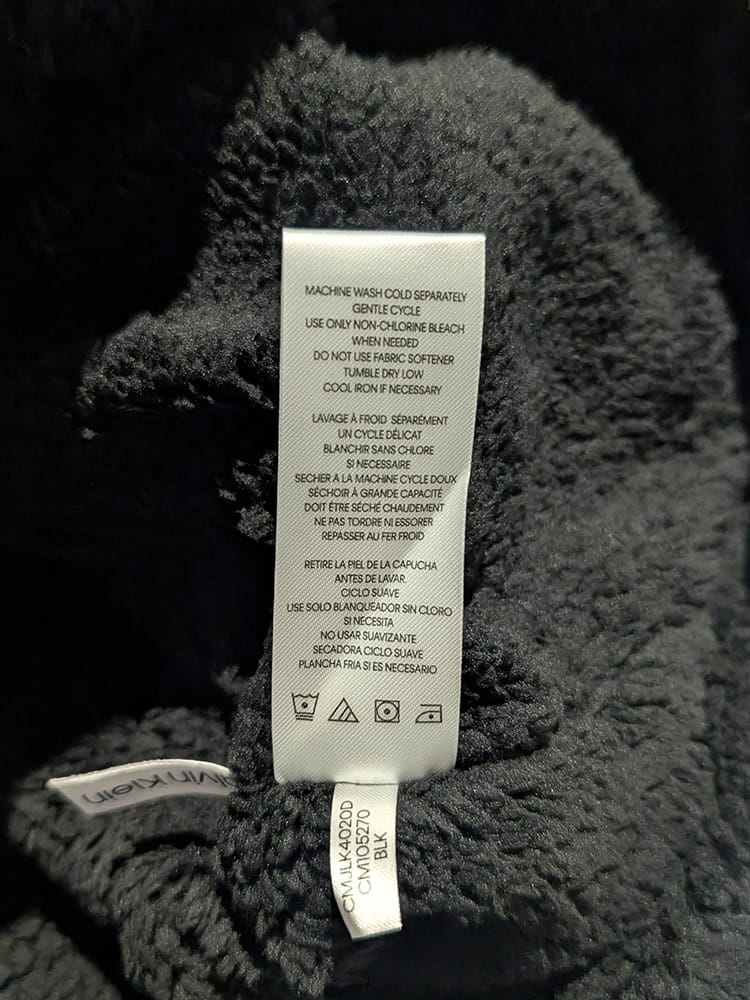 MACHINE WASH COLD SEPARATELY
GENTLE CYCLE
USE ONLY NON-CHLORINE BLEACH
WHEN NEEDED
DO NOT USE FABRIC SOFTENER
TUMBLE DRY LOW
COOL IRON IF NECESSARY
LAVAGE À FROID SÉPARÉMENT
UN CYCLE DÉLICAT
BLANCHIR SANS CHLORE
SI NECESSAIRE
SECHER A LA MACHINE CYCLE DOUX
SÉCHOIR À GRANDE CAPACITÉ
DOIT ÊTRE SÉCHÉ CHAUDEMENT
NE PAS TORDRE NI ESSORER
REPASSER AU FER FROID
RETIRE LA PIEL DE LA CAPUCHA
ANTES DE LAVAR.
CICLO SUAVE
USE SOLO BLANQUEADOR SIN CLORO
SI NECESITA
NO USAR SUAVIZANTE
SECADORA CICLO SUAVE
PLANCHA FRIA SI ES NECESARIO
alvin Klein
CMJLK4020D
CM105270
BLK